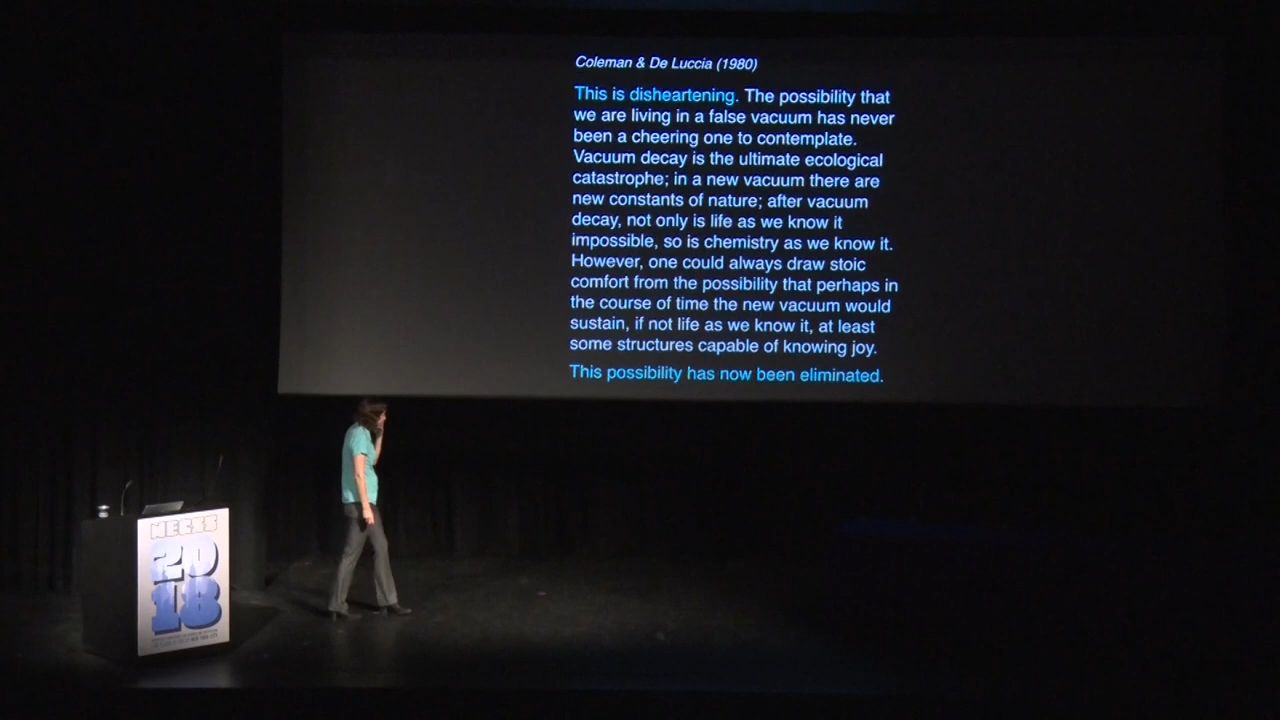 Coleman & De Luccia (1980)
This is disheartening. The possibility that
we are living in a false vacuum has never
been a cheering one to contemplate.
Vacuum decay is the ultimate ecological
catastrophe; in a new vacuum there are
new constants of nature; after vacuum
decay, not only is life as we know it
impossible, so is chemistry as we know it.
However, one could always draw stoic
comfort from the possibility that perhaps in
the course of time the new vacuum would
sustain, if not life as we know it, at least
some structures capable of knowing joy.
This possibility has now been eliminated.
NECSS
20
18